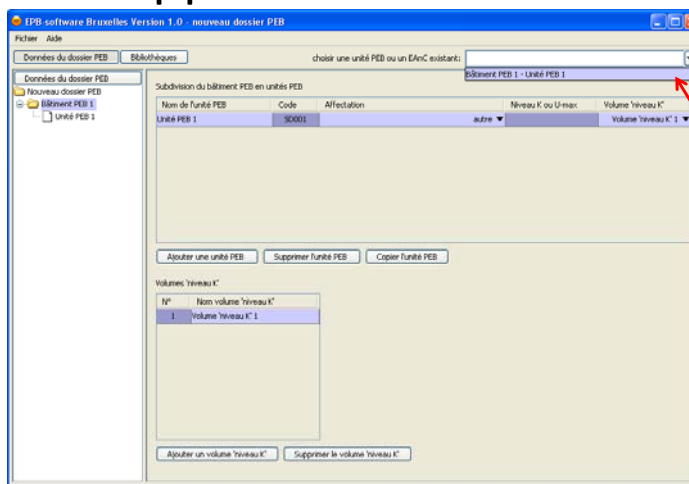 EPB-software Bruxelles Version 1.0 - nouveau dossier PEB
Fichier Aide
Données du dossier PEB Bibliothèques choisir une unité PEB ou un EAnC existant:
Bâtiment PEB 1 - Unité PEB 1
Données du dossier PEB
Nouveau dossier PEB
Bâtiment PEB 1
Unité PEB 1
Subdivision du bâtiment PEB en unités PEB
Nom de l'unité PEB Code Affectation Niveau K ou U-max Volume 'niveau K'
Unité PEB 1 SD001 autre Volume 'niveau K' 1
Ajouter une unité PEB Supprimer l'unité PEB Copier l'unité PEB
Volumes 'niveau K'
N° Nom volume 'niveau K'
1 Volume 'niveau K' 1
Ajouter un volume 'niveau K' Supprimer le volume 'niveau K'